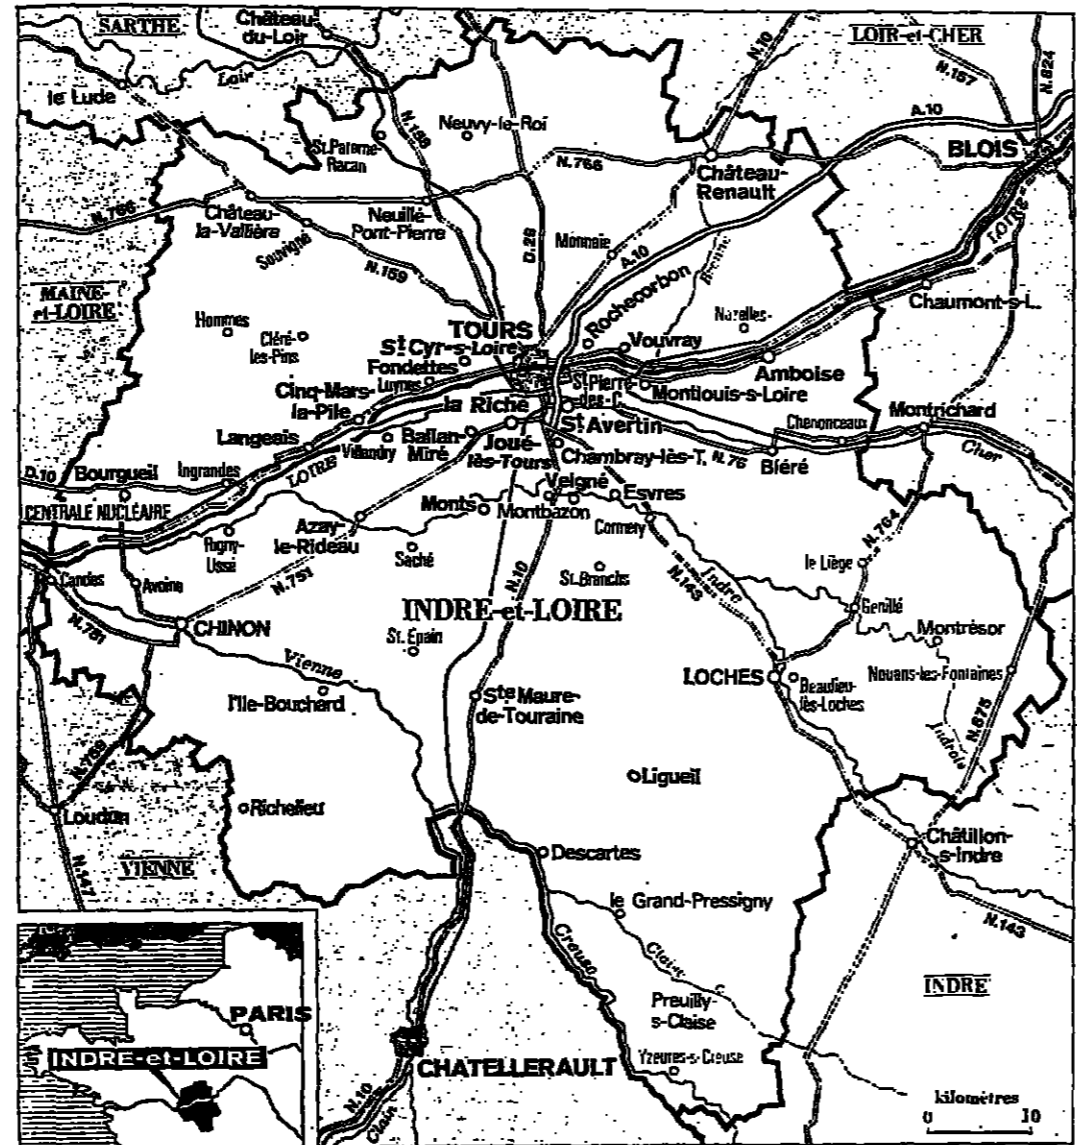 SARTHE
Château-
du-Loir
Loir
le Lude
LOIR-et-CHER
N.10
N.157
N.824
A.10
BLOIS
Neuvy-le-Roi
St.Paterne-
Racan
N.158
N.766
Château-
Renault
N.766
Château-
la-Vallière
Souvigné
Neuillé-
Pont-Pierre
N.159
D.29
Monnaie
A.10
LOIRE
Chaumont-s-L.
MAINE-
et-LOIRE
Hommes
Cléré-
les-Pins
TOURS
Rochecorbon
St Cyr-s-Loire
Fondettes
Luynes
Vouvray
Nazelles-
Amboise
Cinq-Mars-
la-Pile
la Riche
St.Pierre-
des-C.
Montlouis-s-Loire
St Avertin
Chenonceaux
Montrichard
Langeais
Villandry
Ballan-
Miré
Joué-
lès-Tours
Chambray-lès-T.
N.76
Bléré
Cher
D.10
Bourgueil
Ingrandes
LOIRE
CENTRALE NUCLÉAIRE
Monts
Veigné
Montbazon
Esvres
Cormery
Rigny-
Ussé
Azay-
le-Rideau
Saché
N.764
le Liège
Candes
Avoine
N.751
N.10
St.Branchs
N.143
Indre
INDRE-et-LOIRE
Genillé
Montrésor
CHINON
N.751
St.Épain
Vienne
l'Ile-Bouchard
LOCHES
Beaulieu-
lès-Loches
Nouans-les-Fontaines
Ste Maure-
de-Touraine
N.675
Indrois
N.759
Ligueil
Loudun
Richelieu
Châtillon-
s-Indre
VIENNE
N.147
Descartes
le Grand-Pressigny
N.143
Creuse
Clain
INDRE
Preuilly-
s-Claise
PARIS
INDRE-et-LOIRE
Yzeures-s-Creuse
CHATELLERAULT
N.10
Clain
kilomètres
0 10